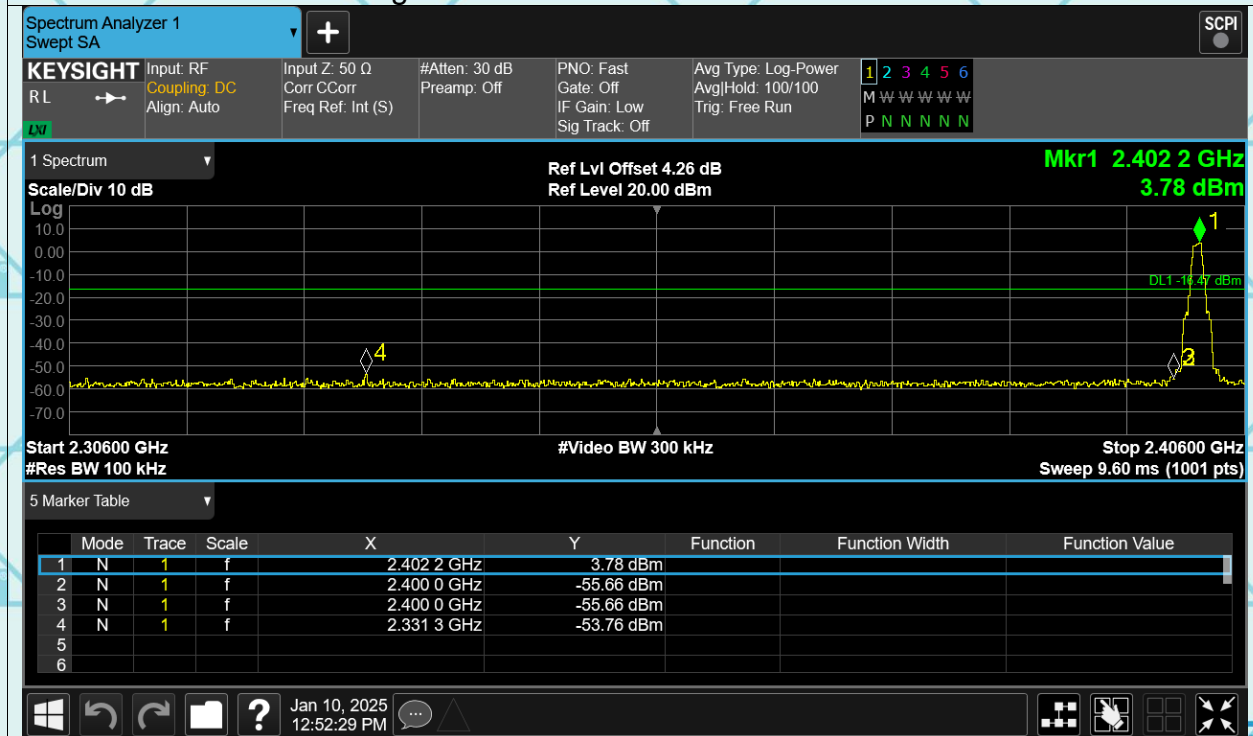 Spectrum Analyzer 1
Swept SA
+
SCPI
KEYSIGHT
RL
LXI
Input: RF
Coupling: DC
Align: Auto
Input Z: 50 Ω
Corr CCorr
Freq Ref: Int (S)
#Atten: 30 dB
Preamp: Off
PNO: Fast
Gate: Off
IF Gain: Low
Sig Track: Off
Avg Type: Log-Power
Avg|Hold: 100/100
Trig: Free Run
1 2 3 4 5 6
M W W W W W
P N N N N N
1 Spectrum
Scale/Div 10 dB
Ref Lvl Offset 4.26 dB
Ref Level 20.00 dBm
Mkr1 2.402 2 GHz
3.78 dBm
Log
10.0
0.00
-10.0
-20.0
-30.0
-40.0
-50.0
-60.0
-70.0
1
DL1 -16.47 dBm
4
Start 2.30600 GHz
#Res BW 100 kHz
#Video BW 300 kHz
Stop 2.40600 GHz
Sweep 9.60 ms (1001 pts)
5 Marker Table
Mode Trace Scale X Y Function Function Width Function Value
1 N 1 f 2.402 2 GHz 3.78 dBm
2 N 1 f 2.400 0 GHz -55.66 dBm
3 N 1 f 2.400 0 GHz -55.66 dBm
4 N 1 f 2.331 3 GHz -53.76 dBm
5
6
?
Jan 10, 2025
12:52:29 PM